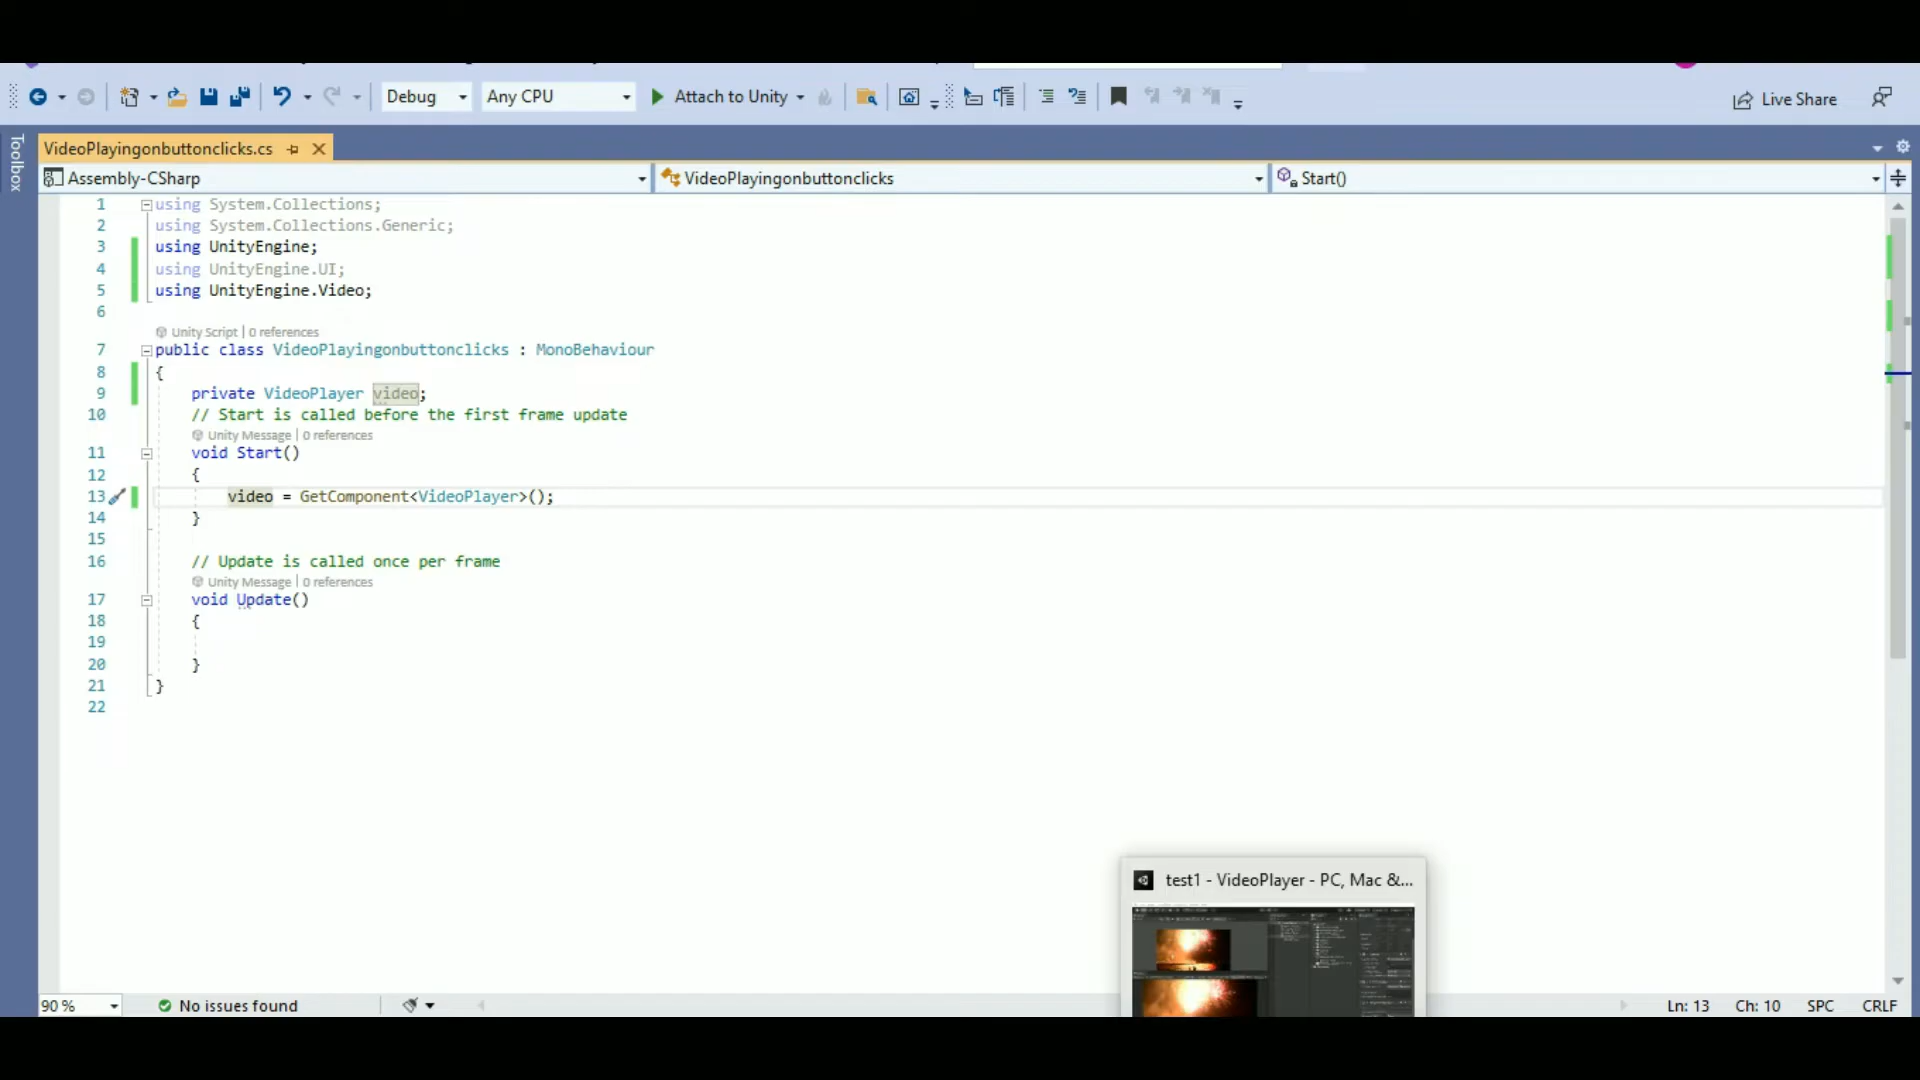 Debug
Any CPU
Attach to Unity
Live Share
Toolbox
VideoPlayingonbuttonclicks.cs
Assembly-CSharp
VideoPlayingonbuttonclicks
Start()
1 using System.Collections;
2 using System.Collections.Generic;
3 using UnityEngine;
4 using UnityEngine.UI;
5 using UnityEngine.Video;
6
Unity Script | 0 references
7 public class VideoPlayingonbuttonclicks : MonoBehaviour
8 {
9 private VideoPlayer video;
10 // Start is called before the first frame update
Unity Message | 0 references
11 void Start()
12 {
13 video = GetComponent<VideoPlayer>();
14 }
15
16 // Update is called once per frame
Unity Message | 0 references
17 void Update()
18 {
19
20 }
21 }
22
test1 - VideoPlayer - PC, Mac &...
90 %
No issues found
Ln: 13
Ch: 10
SPC
CRLF